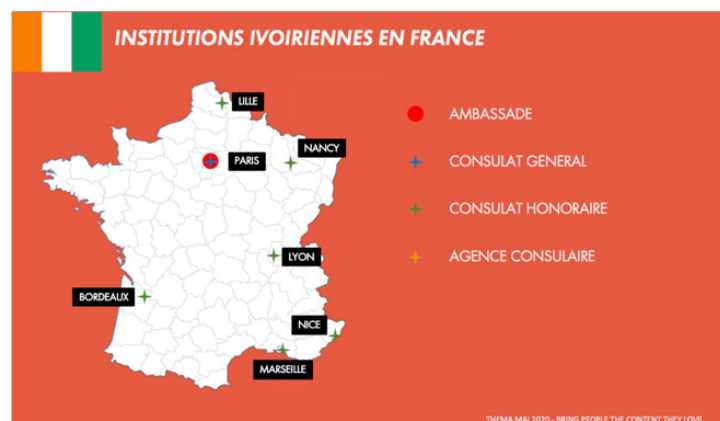 INSTITUTIONS IVOIRIENNES EN FRANCE
LILLE
NANCY
PARIS
LYON
BORDEAUX
NICE
MARSEILLE
AMBASSADE
CONSULAT GENERAL
CONSULAT HONORAIRE
AGENCE CONSULAIRE
THEMA MAI 2020 - BRING PEOPLE THE CONTENT THEY LOVE